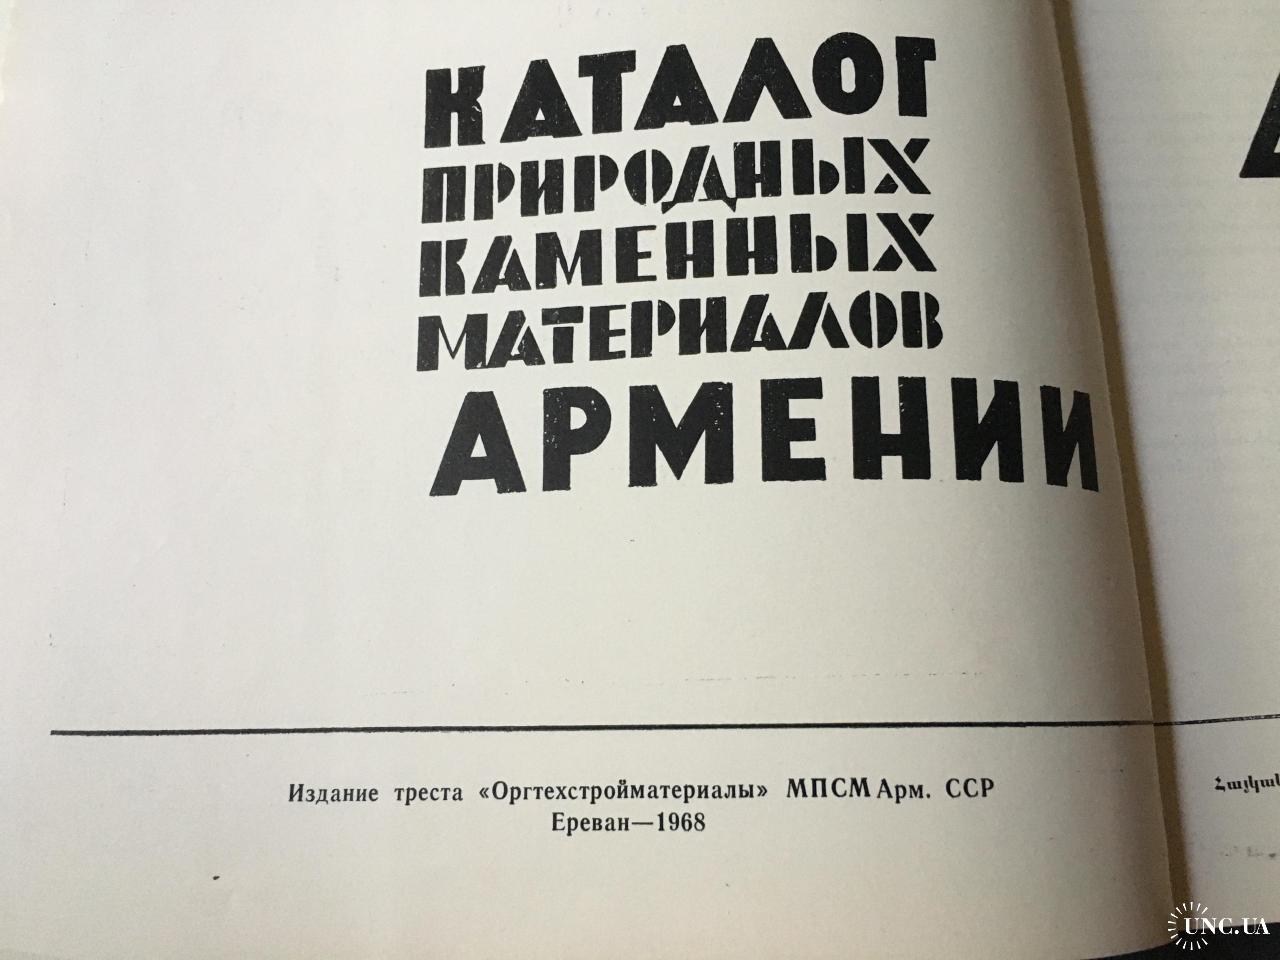 КАТАЛОГ
ПРИРОДНЫХ
КАМЕННЫХ
МАТЕРИАЛОВ
АРМЕНИИ
Издание треста «Оргтехстройматериалы» МПСМ Арм. ССР
Ереван—1968
UNC.UA